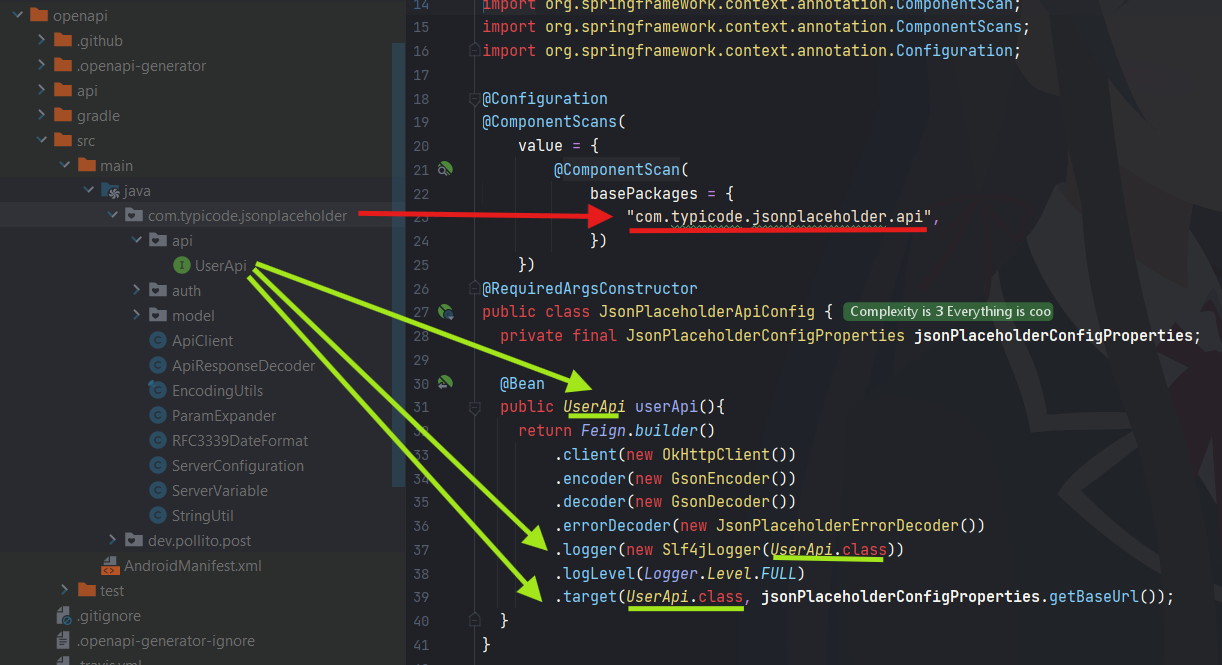 openapi
.github
.openapi-generator
api
gradle
src
main
java
com.typicode.jsonplaceholder
api
UserApi
auth
model
ApiClient
ApiResponseDecoder
EncodingUtils
ParamExpander
RFC3339DateFormat
ServerConfiguration
ServerVariable
StringUtil
dev.pollito.post
AndroidManifest.xml
test
.gitignore
.openapi-generator-ignore
.travis.yml
14 import org.springframework.context.annotation.ComponentScan;
15 import org.springframework.context.annotation.ComponentScans;
16 import org.springframework.context.annotation.Configuration;
17
18 @Configuration
19 @ComponentScans(
20 value = {
21 @ComponentScan(
22 basePackages = {
23 "com.typicode.jsonplaceholder.api",
24 })
25 })
26 @RequiredArgsConstructor
27 public class JsonPlaceholderApiConfig { Complexity is 3 Everything is coo
28 private final JsonPlaceholderConfigProperties jsonPlaceholderConfigProperties;
29
30 @Bean
31 public UserApi userApi(){
32 return Feign.builder()
33 .client(new OkHttpClient())
34 .encoder(new GsonEncoder())
35 .decoder(new GsonDecoder())
36 .errorDecoder(new JsonPlaceholderErrorDecoder())
37 .logger(new Slf4jLogger(UserApi.class))
38 .logLevel(Logger.Level.FULL)
39 .target(UserApi.class, jsonPlaceholderConfigProperties.getBaseUrl());
40 }
41 }